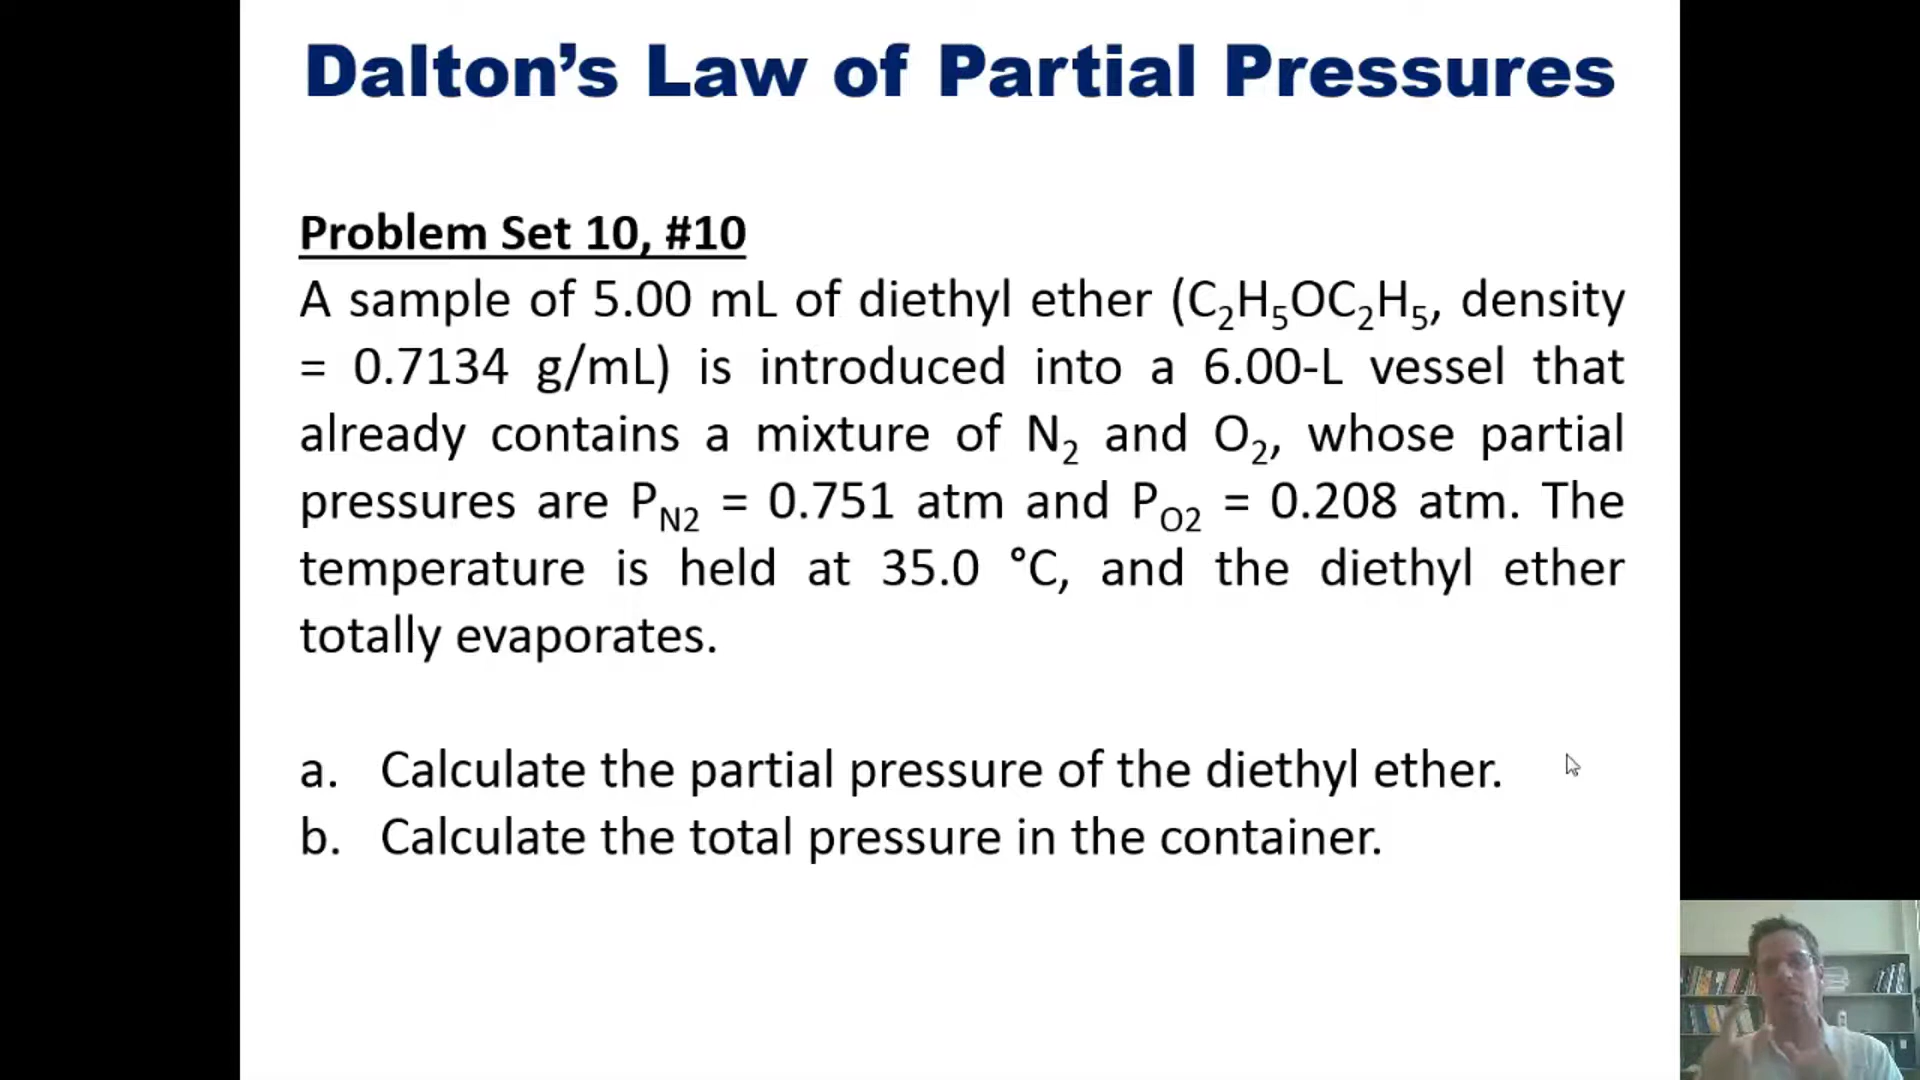 Dalton’s Law of Partial Pressures
Problem Set 10, #10
A sample of 5.00 mL of diethyl ether (C₂H₅OC₂H₅, density
= 0.7134 g/mL) is introduced into a 6.00-L vessel that
already contains a mixture of N₂ and O₂, whose partial
pressures are P_N2 = 0.751 atm and P_O2 = 0.208 atm. The
temperature is held at 35.0 °C, and the diethyl ether
totally evaporates.
a. Calculate the partial pressure of the diethyl ether.
b. Calculate the total pressure in the container.